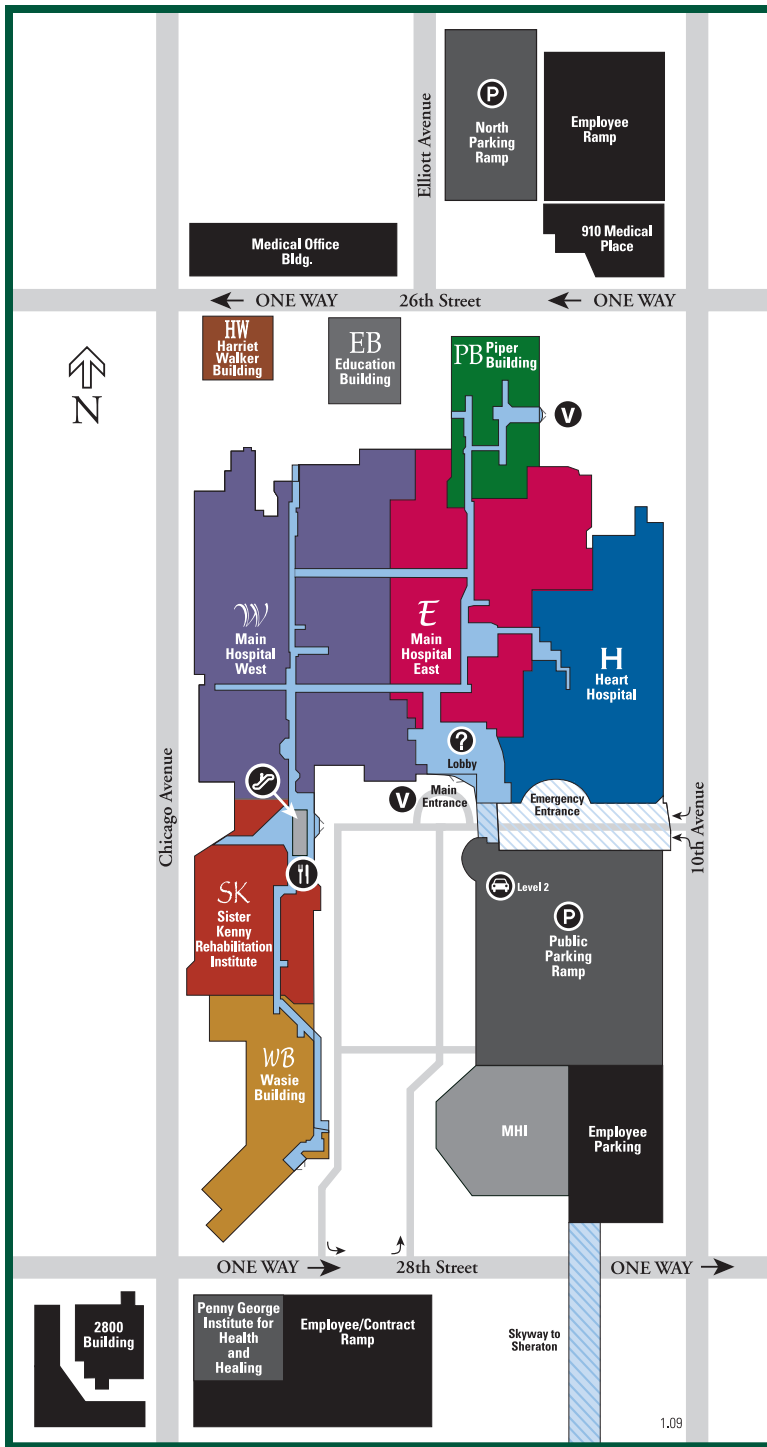 Elliott Avenue
P
North
Parking
Ramp
Employee
Ramp
910 Medical
Place
Medical Office
Bldg.
ONE WAY
26th Street
ONE WAY
HW
Harriet
Walker
Building
EB
Education
Building
PB Piper
Building
N
V
W
Main
Hospital
West
E
Main
Hospital
East
H
Heart
Hospital
?
Lobby
V
Main
Entrance
Emergency
Entrance
Chicago Avenue
10th Avenue
SK
Sister
Kenny
Rehabilitation
Institute
Level 2
P
Public
Parking
Ramp
WB
Wasie
Building
MHI
Employee
Parking
ONE WAY
28th Street
ONE WAY
2800
Building
Penny George
Institute for
Health
and
Healing
Employee/Contract
Ramp
Skyway to
Sheraton
1.09